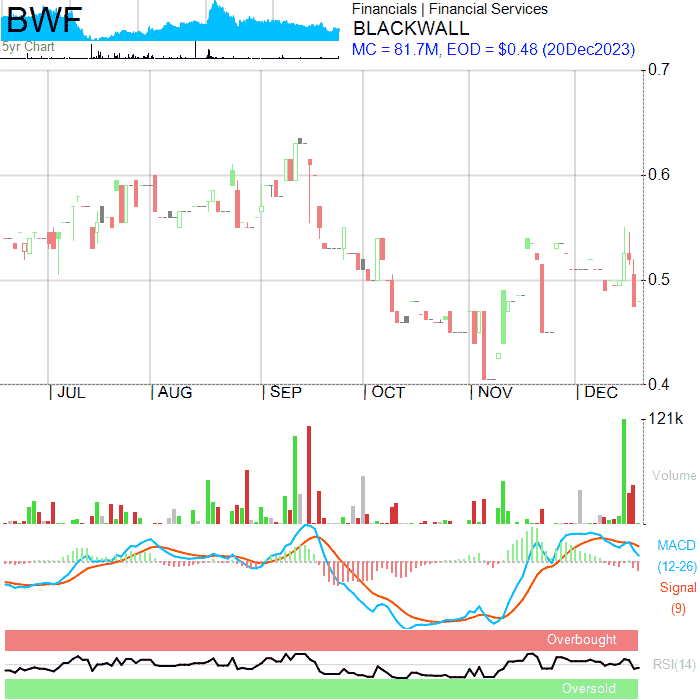 BWF
5yr Chart
Financials | Financial Services
BLACKWALL
MC = 81.7M, EOD = $0.48 (20Dec2023)
0.7
0.6
0.5
0.4
JUL AUG SEP OCT NOV DEC
121k
Volume
MACD
(12-26)
Signal
(9)
Overbought
RSI(14)
Oversold